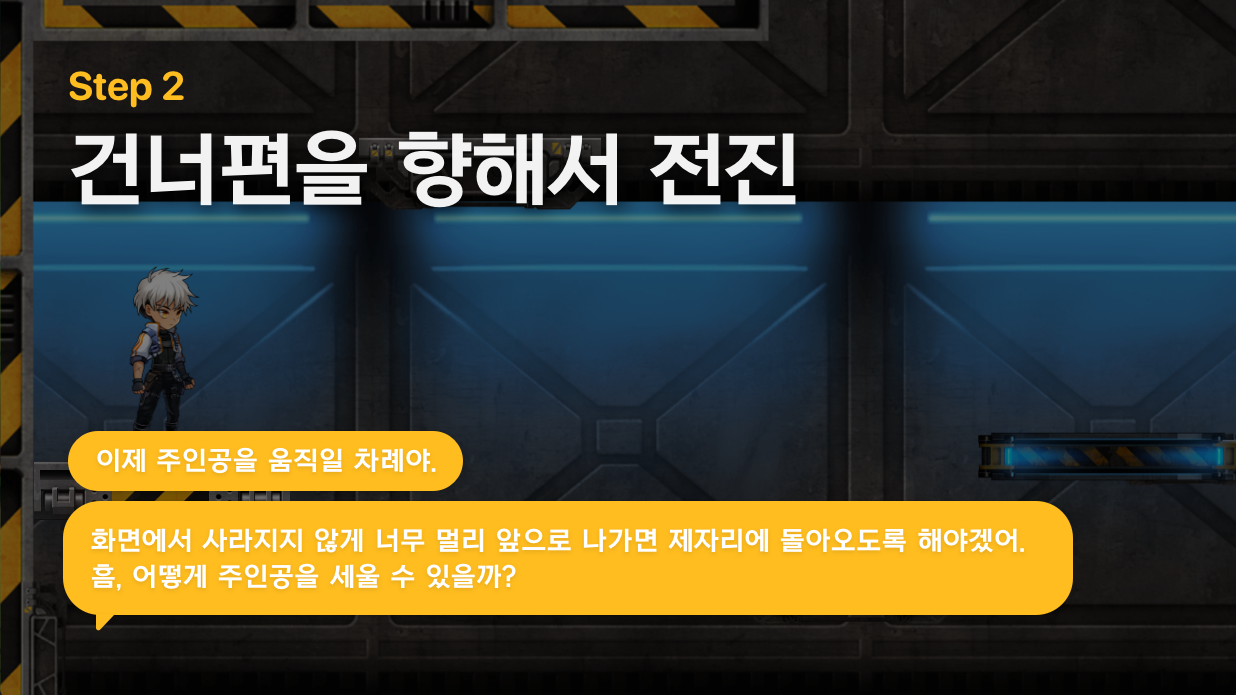 Step 2
건너편을 향해서 전진
이제 주인공을 움직일 차례야.
화면에서 사라지지 않게 너무 멀리 앞으로 나가면 제자리에 돌아오도록 해야겠어.
흠, 어떻게 주인공을 세울 수 있을까?